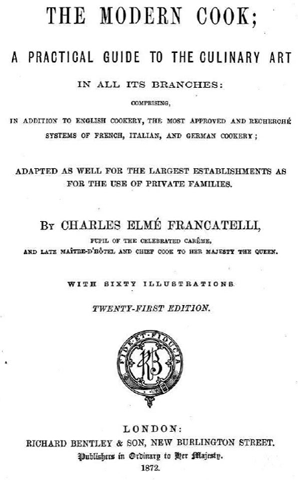 THE MODERN COOK;
A PRACTICAL GUIDE TO THE CULINARY ART
IN ALL ITS BRANCHES:
COMPRISING,
IN ADDITION TO ENGLISH COOKERY, THE MOST APPROVED AND RECHERCHÉ
SYSTEMS OF FRENCH, ITALIAN, AND GERMAN COOKERY;
ADAPTED AS WELL FOR THE LARGEST ESTABLISHMENTS AS
FOR THE USE OF PRIVATE FAMILIES.
BY CHARLES ELMÉ FRANCATELLI,
PUPIL OF THE CELEBRATED CARÊME,
AND LATE MAÎTRE-D'HÔTEL AND CHIEF COOK TO HER MAJESTY THE QUEEN.
WITH SIXTY ILLUSTRATIONS
TWENTY-FIRST EDITION.
FIDE ET FIDUCIA
RB
LONDON:
RICHARD BENTLEY & SON, NEW BURLINGTON STREET.
Publishers in Ordinary to Her Majesty.
1872.